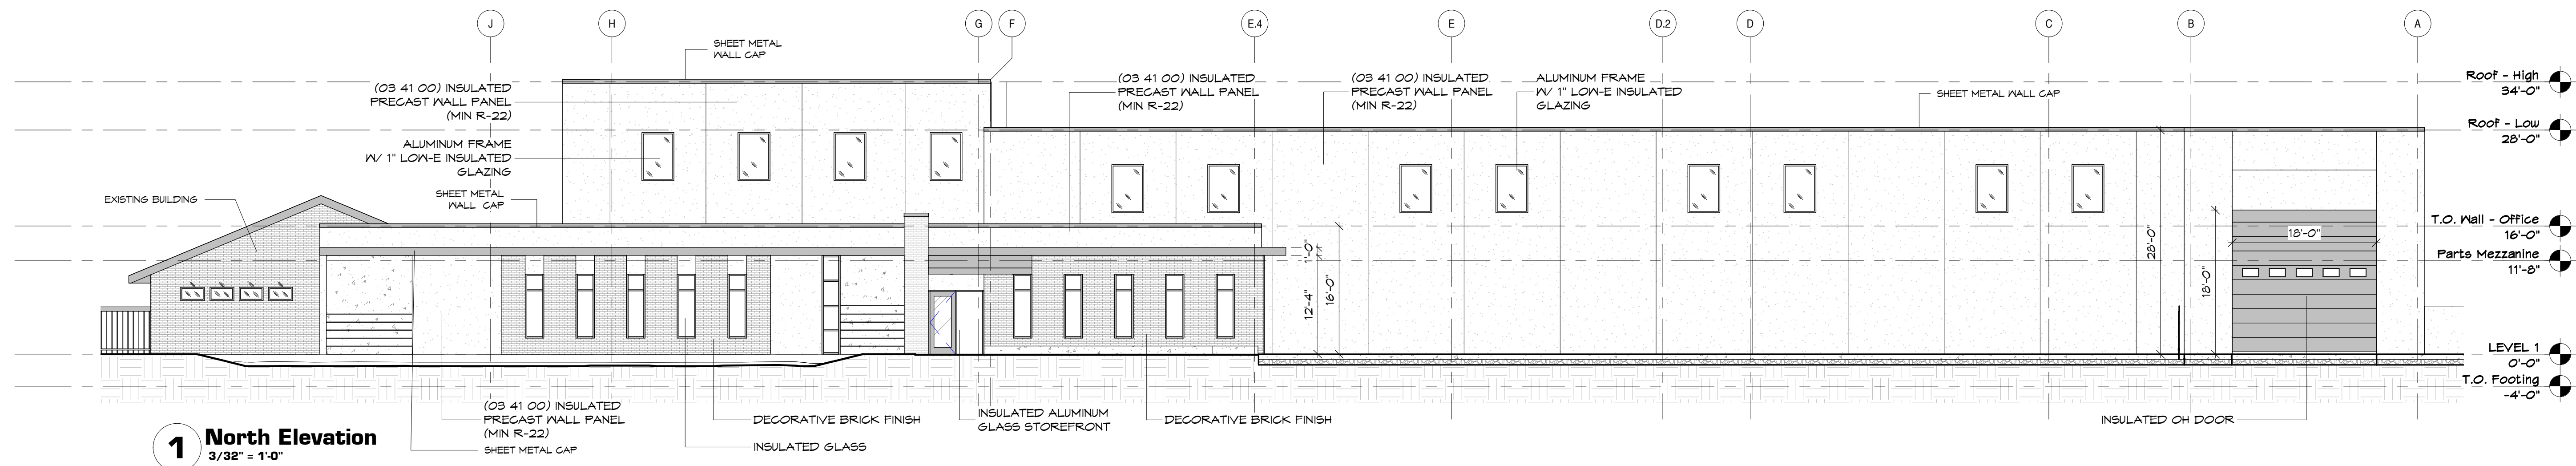 J
H
G
F
E.4
E
D.2
D
C
B
A
SHEET METAL
WALL CAP
(03 41 00) INSULATED
PRECAST WALL PANEL
(MIN R-22)
ALUMINUM FRAME
W/ 1" LOW-E INSULATED
GLAZING
SHEET METAL
WALL CAP
EXISTING BUILDING
(03 41 00) INSULATED
PRECAST WALL PANEL
(MIN R-22)
(03 41 00) INSULATED
PRECAST WALL PANEL
(MIN R-22)
ALUMINUM FRAME
W/ 1" LOW-E INSULATED
GLAZING
SHEET METAL WALL CAP
Roof - High
34'-0"
Roof - Low
28'-0"
T.O. Wall - Office
16'-0"
Parts Mezzanine
11'-8"
LEVEL 1
0'-0"
T.O. Footing
-4'-0"
1'-0"
12'-4"
16'-0"
28'-0"
18'-0"
18'-0"
(03 41 00) INSULATED
PRECAST WALL PANEL
(MIN R-22)
SHEET METAL CAP
DECORATIVE BRICK FINISH
INSULATED GLASS
INSULATED ALUMINUM
GLASS STOREFRONT
DECORATIVE BRICK FINISH
INSULATED OH DOOR
1
North Elevation
3/32" = 1'-0"